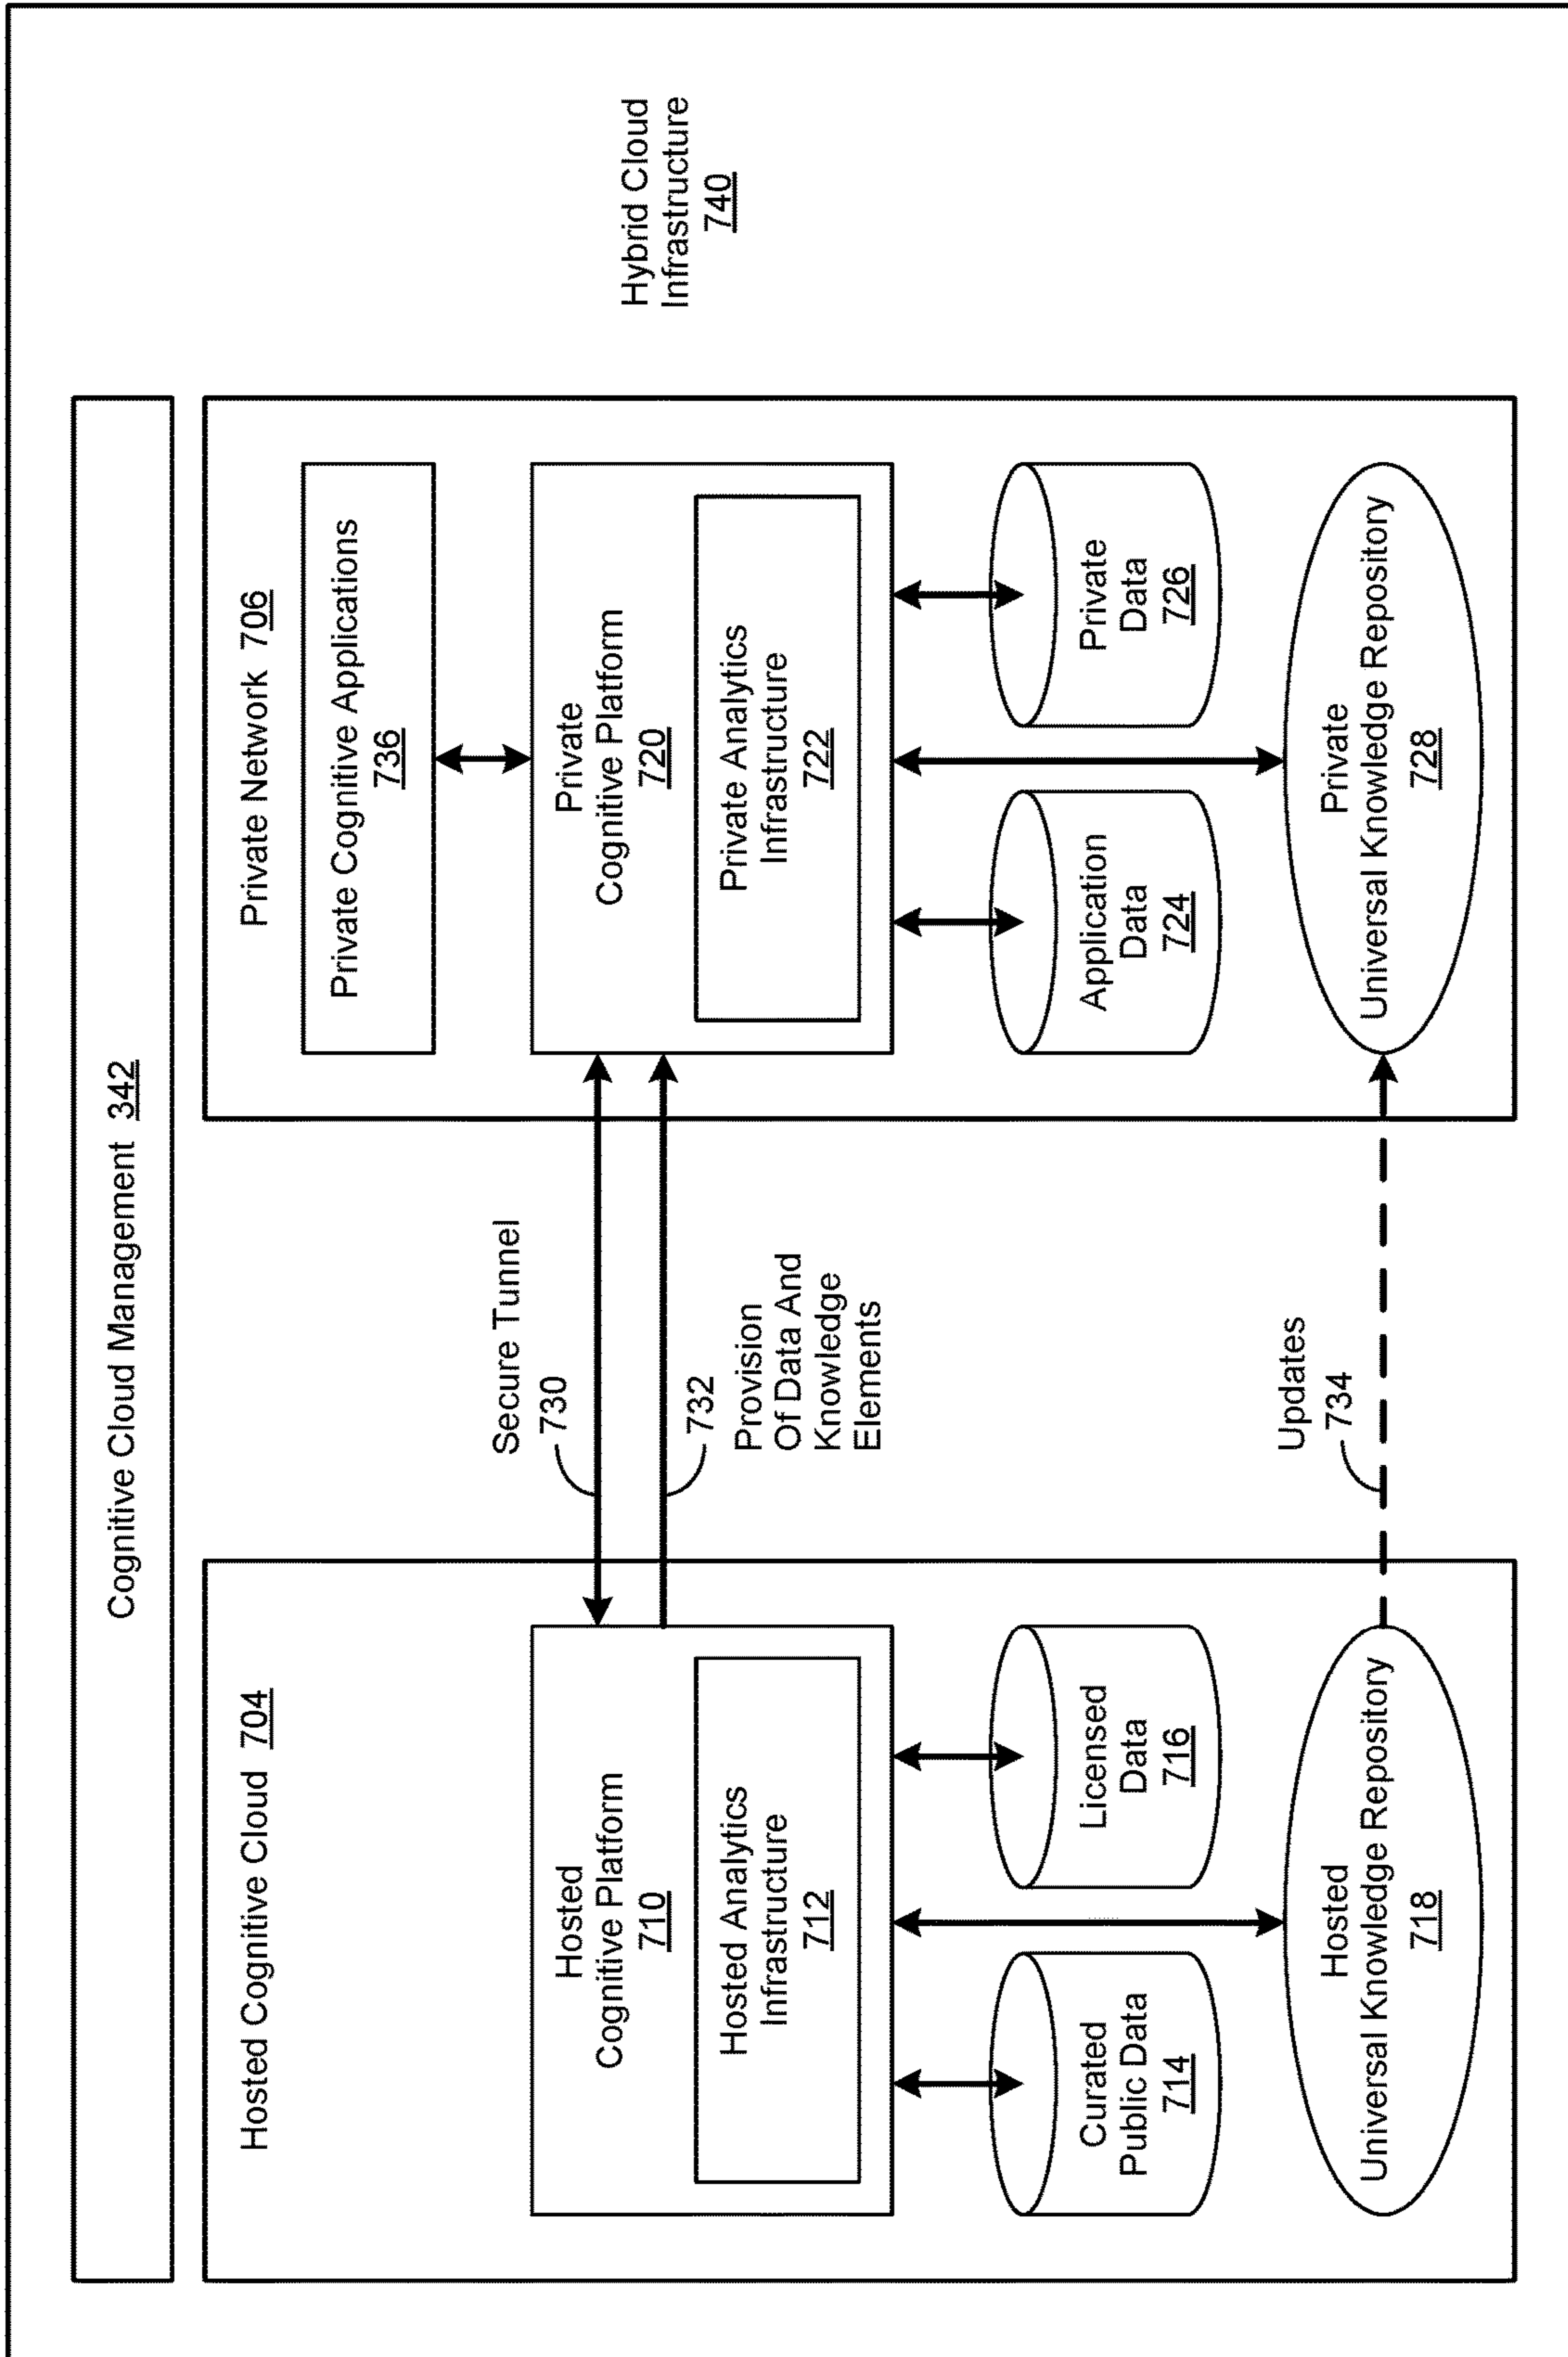 Cognitive Cloud Management 342
Hosted Cognitive Cloud 704
Hosted
Cognitive Platform
710
Hosted Analytics
Infrastructure
712
Curated
Public Data
714
Licensed
Data
716
Hosted
Universal Knowledge Repository
718
Secure Tunnel
730
732
Provision
Of Data And
Knowledge
Elements
Updates
734
Private Network 706
Private Cognitive Applications
736
Private
Cognitive Platform
720
Private Analytics
Infrastructure
722
Application
Data
724
Private
Data
726
Private
Universal Knowledge Repository
728
Hybrid Cloud
Infrastructure
740